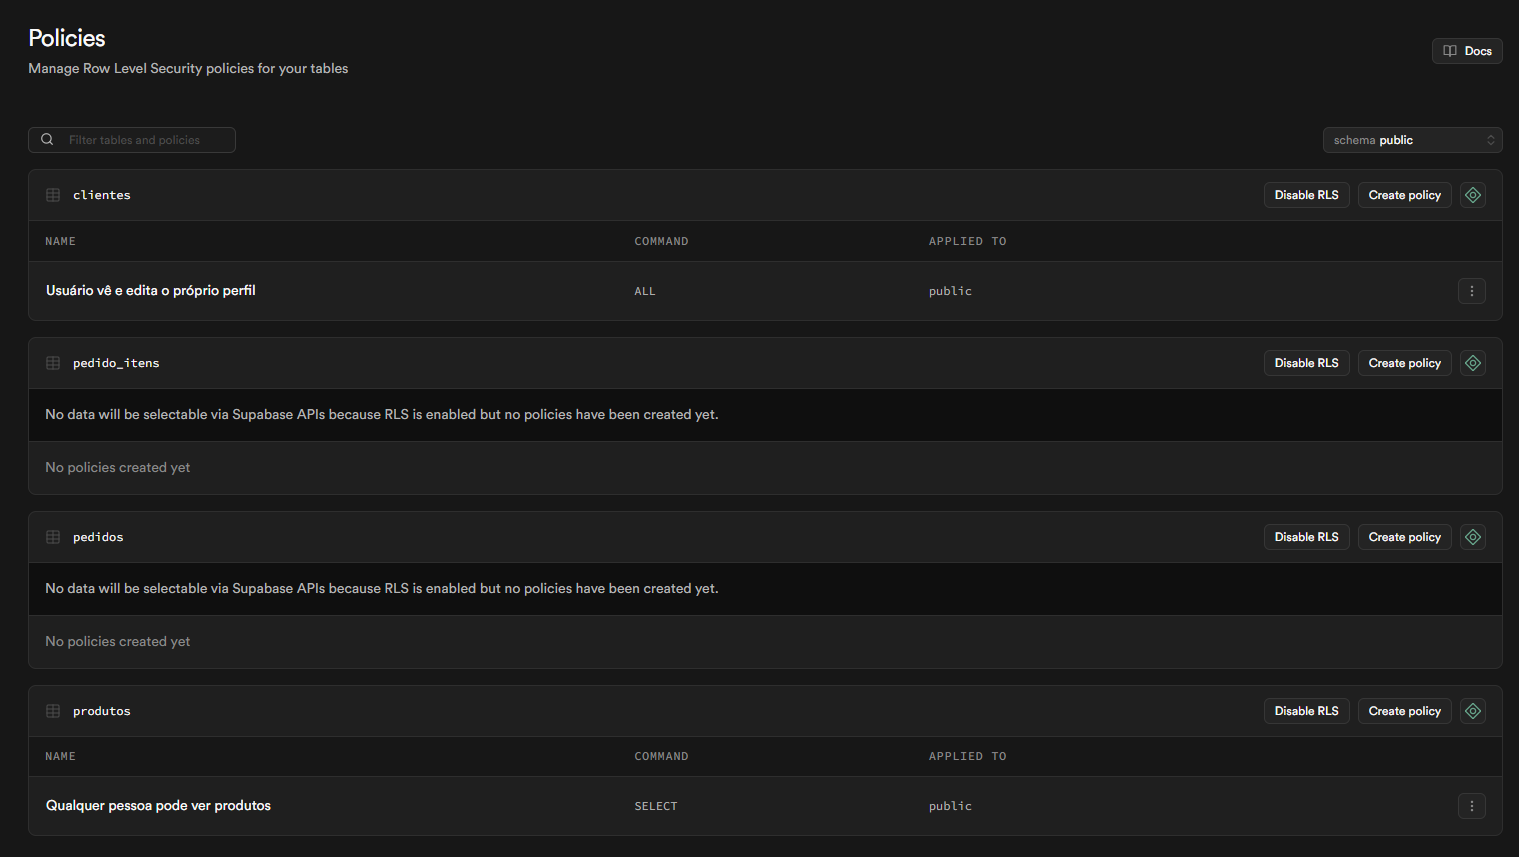 Policies
Manage Row Level Security policies for your tables
Docs
Filter tables and policies
schema public
clientes
Disable RLS
Create policy
NAME
COMMAND
APPLIED TO
Usuário vê e edita o próprio perfil
ALL
public
pedido_itens
Disable RLS
Create policy
No data will be selectable via Supabase APIs because RLS is enabled but no policies have been created yet.
No policies created yet
pedidos
Disable RLS
Create policy
No data will be selectable via Supabase APIs because RLS is enabled but no policies have been created yet.
No policies created yet
produtos
Disable RLS
Create policy
NAME
COMMAND
APPLIED TO
Qualquer pessoa pode ver produtos
SELECT
public